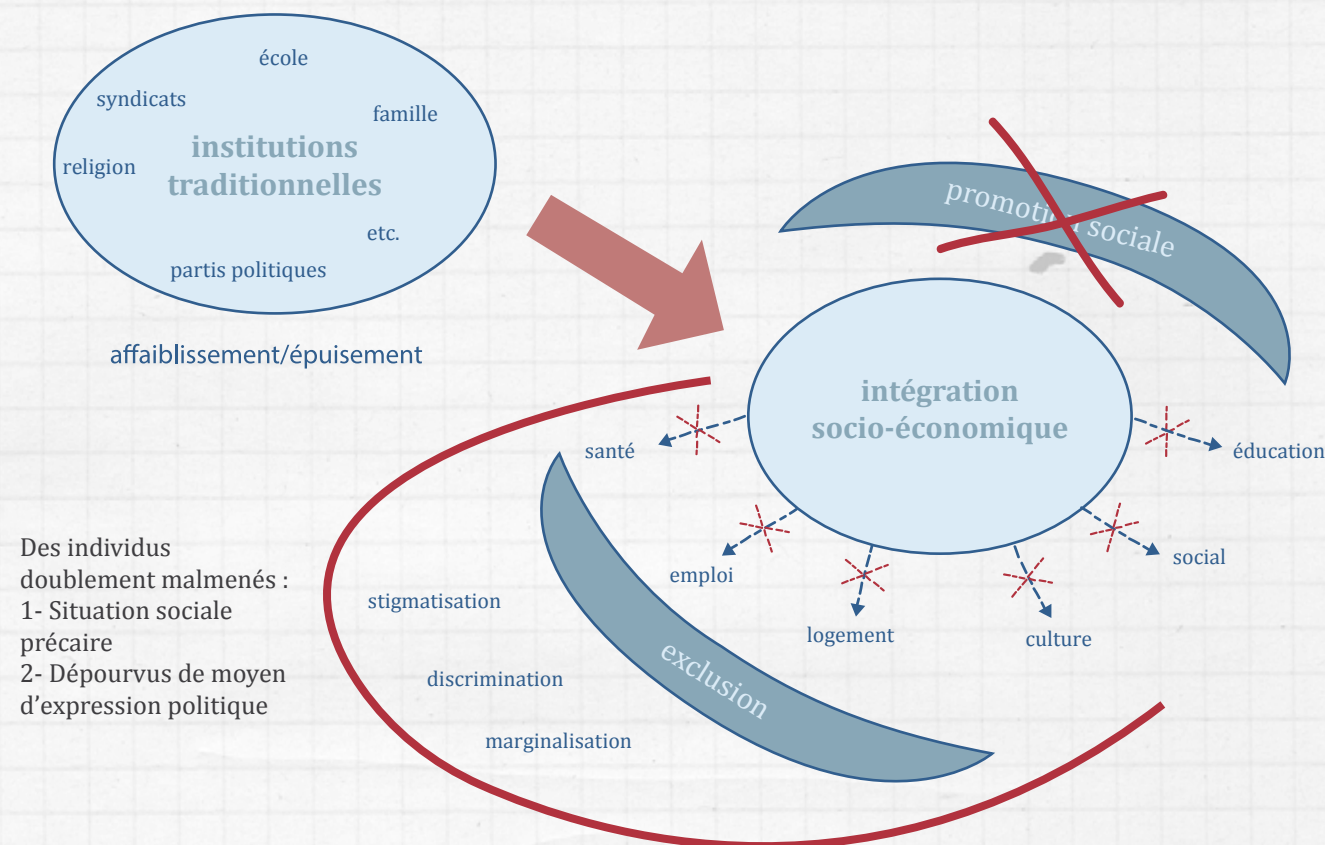 école
syndicats
famille
institutions
traditionnelles
religion
etc.
partis politiques
affaiblissement/épuisement
promotion sociale
intégration
socio-économique
santé
éducation
emploi
social
logement
culture
Des individus
doublement malmenés :
1- Situation sociale
précaire
2- Dépourvus de moyen
d’expression politique
stigmatisation
discrimination
marginalisation
exclusion